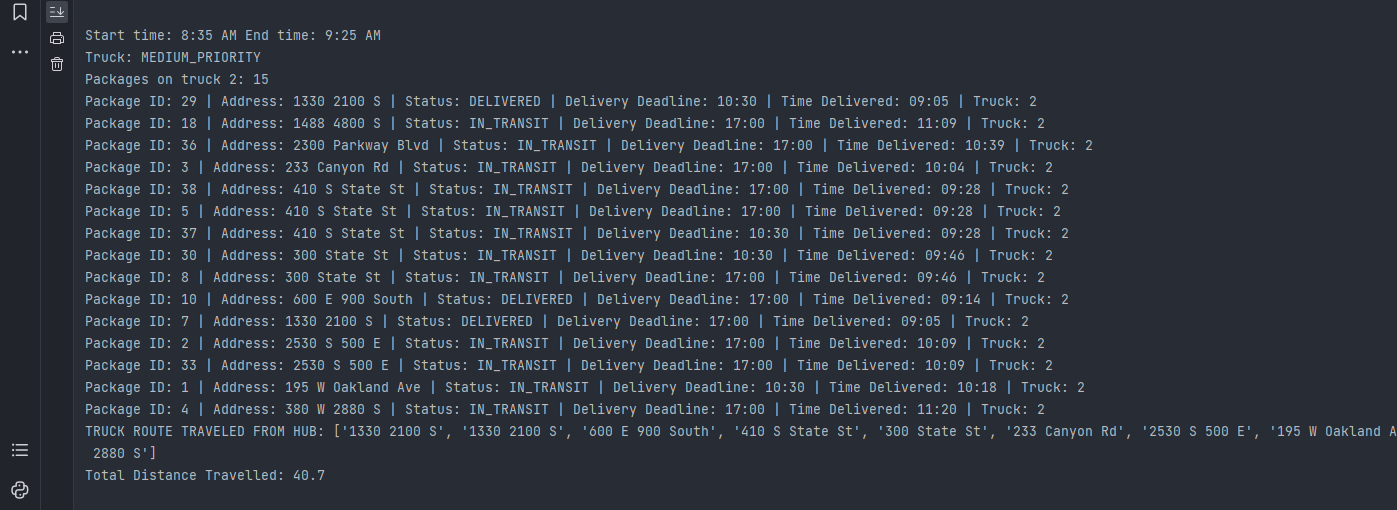 Start time: 8:35 AM End time: 9:25 AM
Truck: MEDIUM_PRIORITY
Packages on truck 2: 15
Package ID: 29 | Address: 1330 2100 S | Status: DELIVERED | Delivery Deadline: 10:30 | Time Delivered: 09:05 | Truck: 2
Package ID: 18 | Address: 1488 4800 S | Status: IN_TRANSIT | Delivery Deadline: 17:00 | Time Delivered: 11:09 | Truck: 2
Package ID: 36 | Address: 2300 Parkway Blvd | Status: IN_TRANSIT | Delivery Deadline: 17:00 | Time Delivered: 10:39 | Truck: 2
Package ID: 3 | Address: 233 Canyon Rd | Status: IN_TRANSIT | Delivery Deadline: 17:00 | Time Delivered: 10:04 | Truck: 2
Package ID: 38 | Address: 410 S State St | Status: IN_TRANSIT | Delivery Deadline: 17:00 | Time Delivered: 09:28 | Truck: 2
Package ID: 5 | Address: 410 S State St | Status: IN_TRANSIT | Delivery Deadline: 17:00 | Time Delivered: 09:28 | Truck: 2
Package ID: 37 | Address: 410 S State St | Status: IN_TRANSIT | Delivery Deadline: 10:30 | Time Delivered: 09:28 | Truck: 2
Package ID: 30 | Address: 300 State St | Status: IN_TRANSIT | Delivery Deadline: 10:30 | Time Delivered: 09:46 | Truck: 2
Package ID: 8 | Address: 300 State St | Status: IN_TRANSIT | Delivery Deadline: 17:00 | Time Delivered: 09:46 | Truck: 2
Package ID: 10 | Address: 600 E 900 South | Status: DELIVERED | Delivery Deadline: 17:00 | Time Delivered: 09:14 | Truck: 2
Package ID: 7 | Address: 1330 2100 S | Status: DELIVERED | Delivery Deadline: 17:00 | Time Delivered: 09:05 | Truck: 2
Package ID: 2 | Address: 2530 S 500 E | Status: IN_TRANSIT | Delivery Deadline: 17:00 | Time Delivered: 10:09 | Truck: 2
Package ID: 33 | Address: 2530 S 500 E | Status: IN_TRANSIT | Delivery Deadline: 17:00 | Time Delivered: 10:09 | Truck: 2
Package ID: 1 | Address: 195 W Oakland Ave | Status: IN_TRANSIT | Delivery Deadline: 10:30 | Time Delivered: 10:18 | Truck: 2
Package ID: 4 | Address: 380 W 2880 S | Status: IN_TRANSIT | Delivery Deadline: 17:00 | Time Delivered: 11:20 | Truck: 2
TRUCK ROUTE TRAVELED FROM HUB: ['1330 2100 S', '1330 2100 S', '600 E 900 South', '410 S State St', '300 State St', '233 Canyon Rd', '2530 S 500 E', '195 W Oakland A
2880 S']
Total Distance Travelled: 40.7